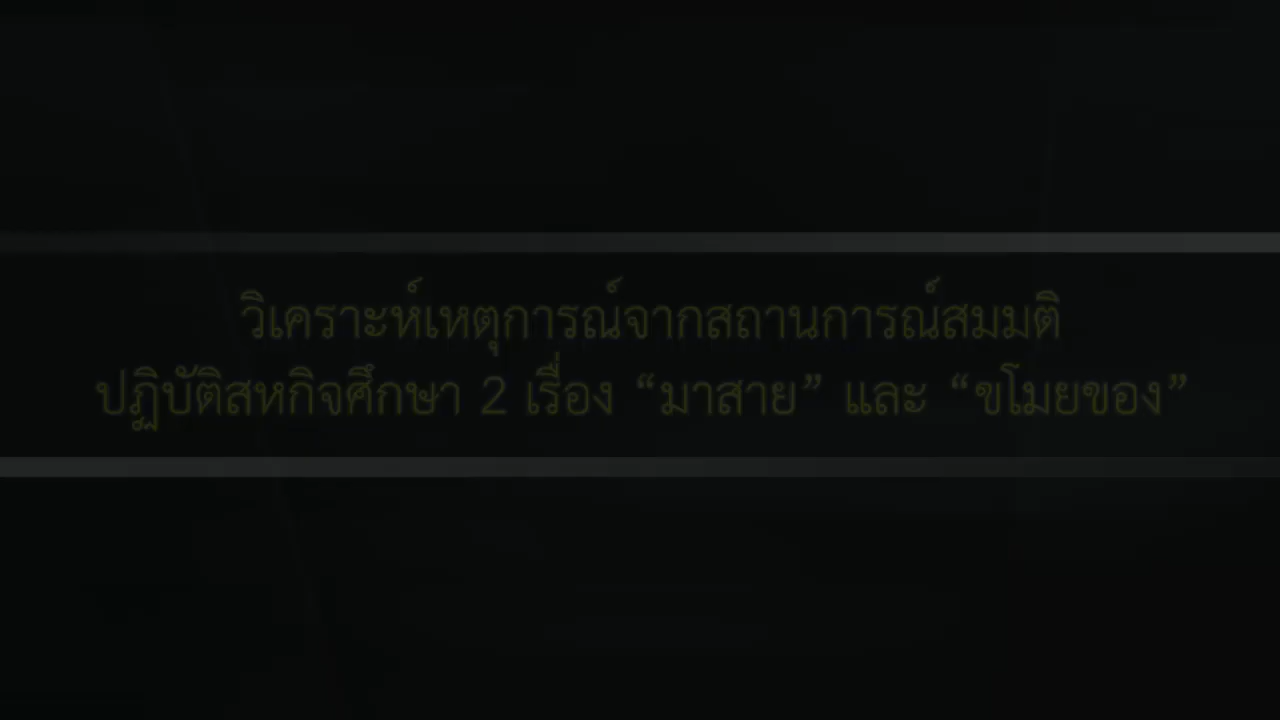 วิเคราะห์เหตุการณ์จากสถานการณ์สมมติ
ปฏิบัติสหกิจศึกษา 2 เรื่อง “มาสาย” และ “ขโมยของ”